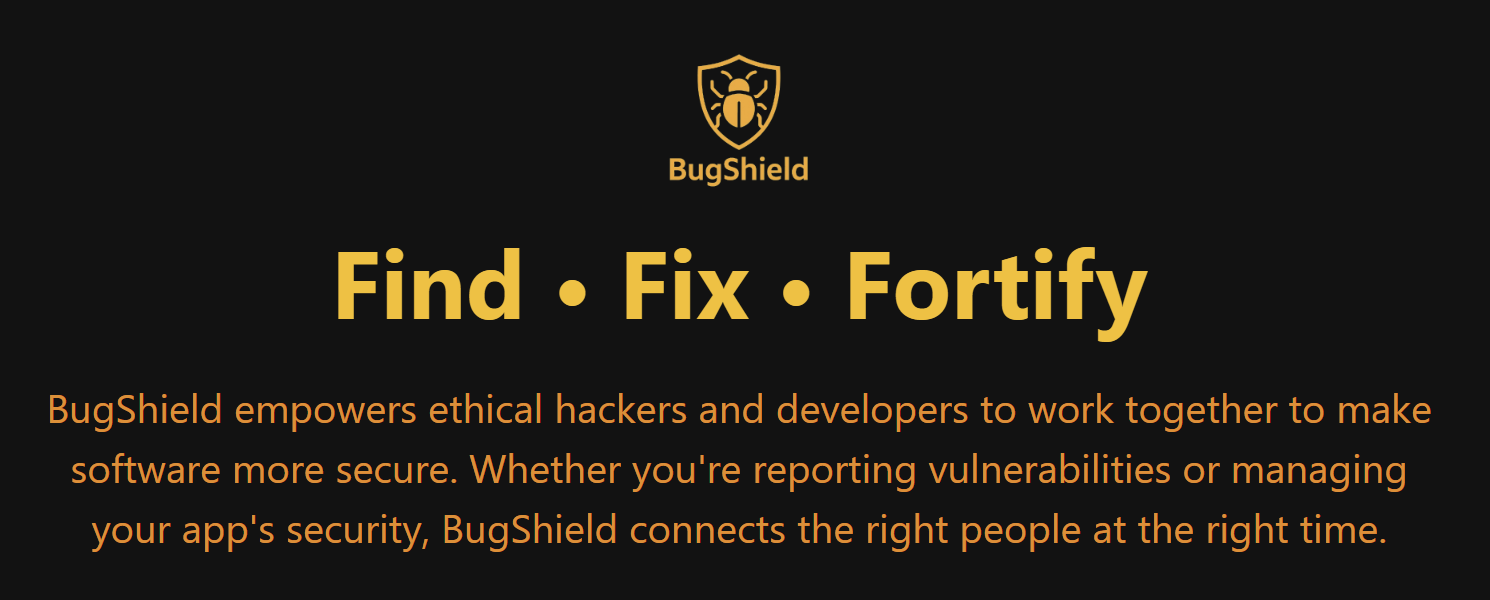 BugShield
Find • Fix • Fortify
BugShield empowers ethical hackers and developers to work together to make
software more secure. Whether you're reporting vulnerabilities or managing
your app's security, BugShield connects the right people at the right time.